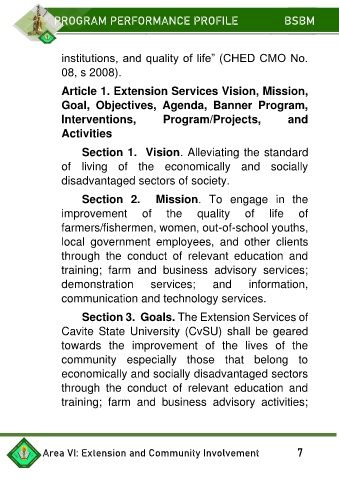 PROGRAM PERFORMANCE PROFILE BSBM
institutions, and quality of life” (CHED CMO No.
08, s 2008).
Article 1. Extension Services Vision, Mission,
Goal, Objectives, Agenda, Banner Program,
Interventions, Program/Projects, and
Activities
Section 1. Vision. Alleviating the standard
of living of the economically and socially
disadvantaged sectors of society.
Section 2. Mission. To engage in the
improvement of the quality of life of
farmers/fishermen, women, out-of-school youths,
local government employees, and other clients
through the conduct of relevant education and
training; farm and business advisory services;
demonstration services; and information,
communication and technology services.
Section 3. Goals. The Extension Services of
Cavite State University (CvSU) shall be geared
towards the improvement of the lives of the
community especially those that belong to
economically and socially disadvantaged sectors
through the conduct of relevant education and
training; farm and business advisory activities;
Area VI: Extension and Community Involvement 7